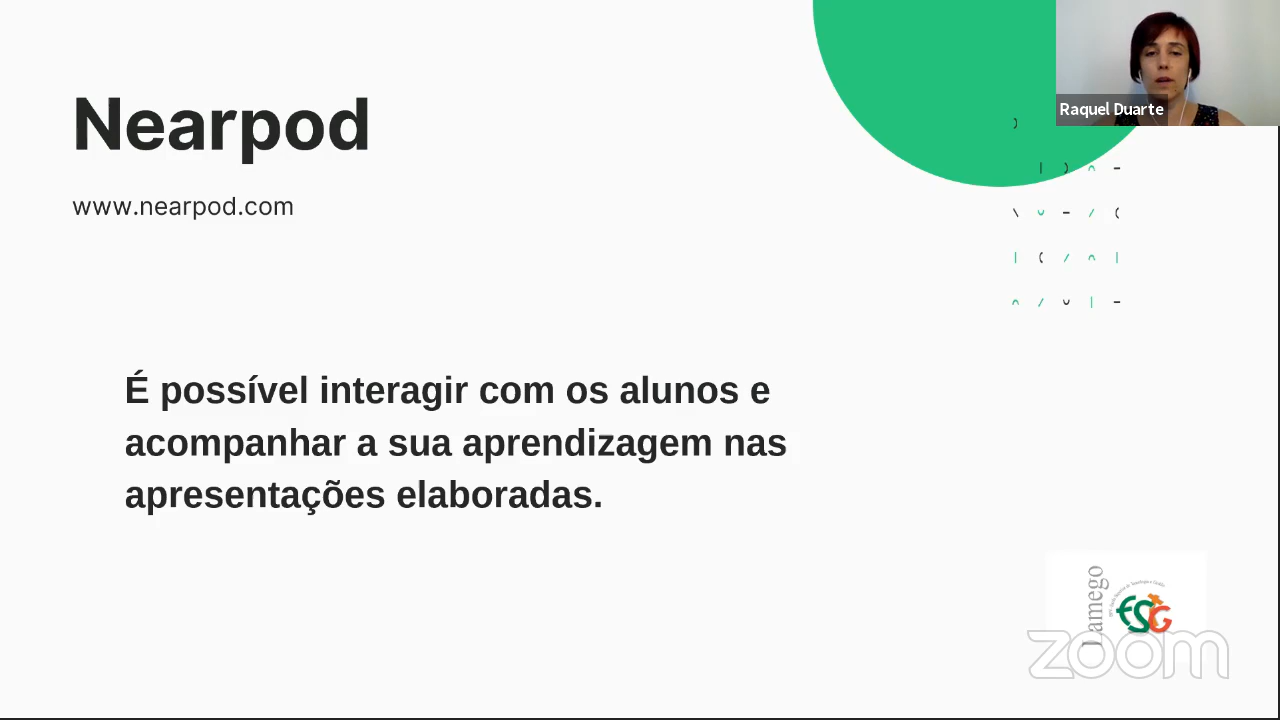 Nearpod
www.nearpod.com
Raquel Duarte
É possível interagir com os alunos e
acompanhar a sua aprendizagem nas
apresentações elaboradas.
Lamego
ESTG
zoom